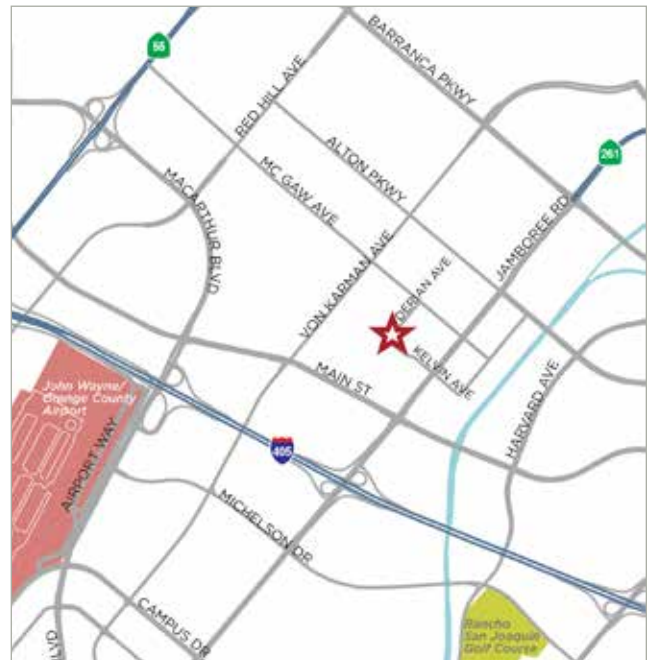 55
BARRANCA PKWY
RED HILL AVE
261
ALTON PKWY
MC GAW AVE
MACARTHUR BLVD
JAMBOREE RD
VON KARMAN AVE
DERIAN AVE
KELVIN AVE
MAIN ST
John Wayne/
Orange County
Airport
HARVARD AVE
405
AIRPORT WAY
MICHELSON DR
CAMPUS DR
Rancho
San Joaquin
Golf Course
LVD